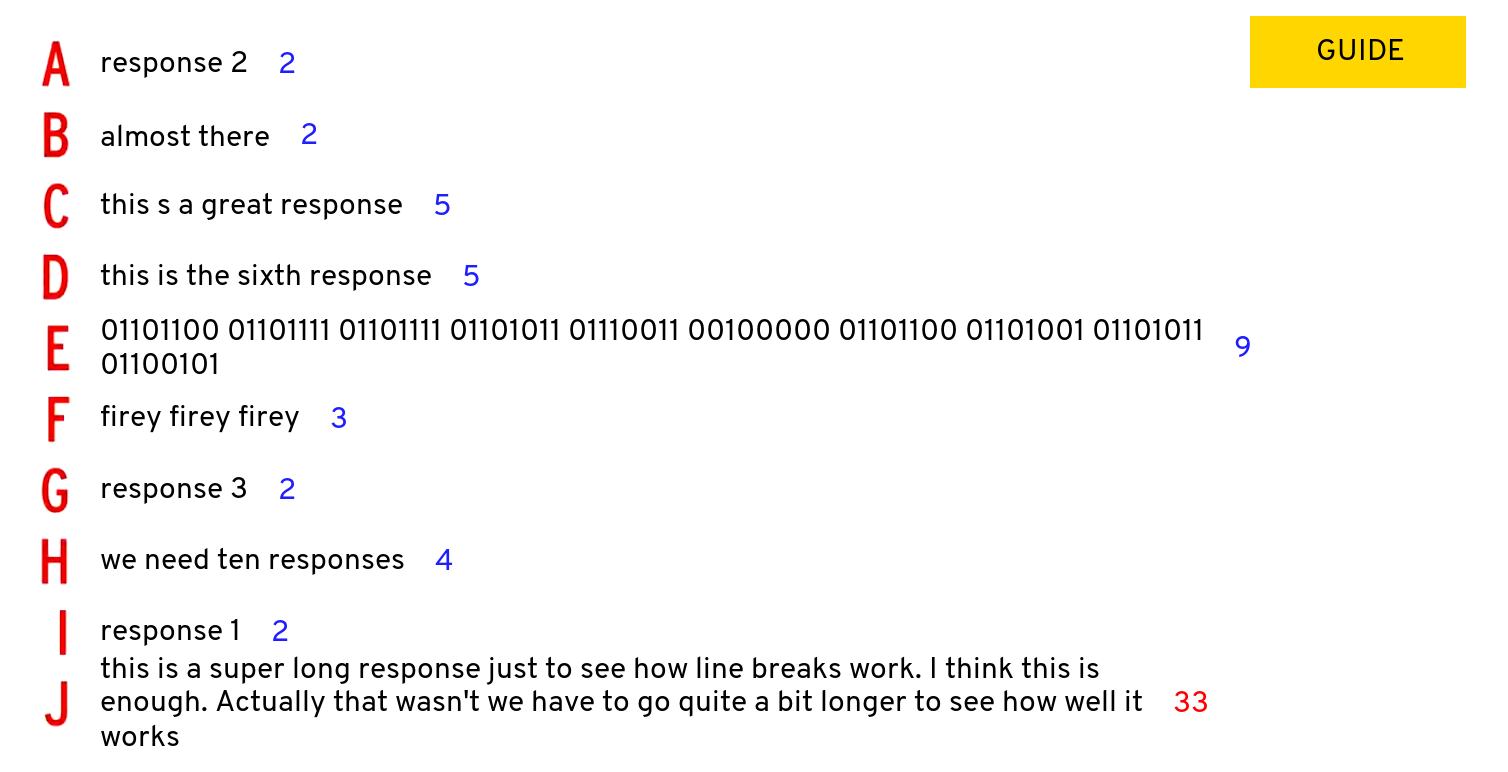 GUIDE
A response 2 2
B almost there 2
C this s a great response 5
D this is the sixth response 5
E 01101100 01101111 01101111 01101011 01110011 00100000 01101100 01101001 01101011 9
01100101
F firey firey firey 3
G response 3 2
H we need ten responses 4
I response 1 2
this is a super long response just to see how line breaks work. I think this is
J enough. Actually that wasn't we have to go quite a bit longer to see how well it 33
works